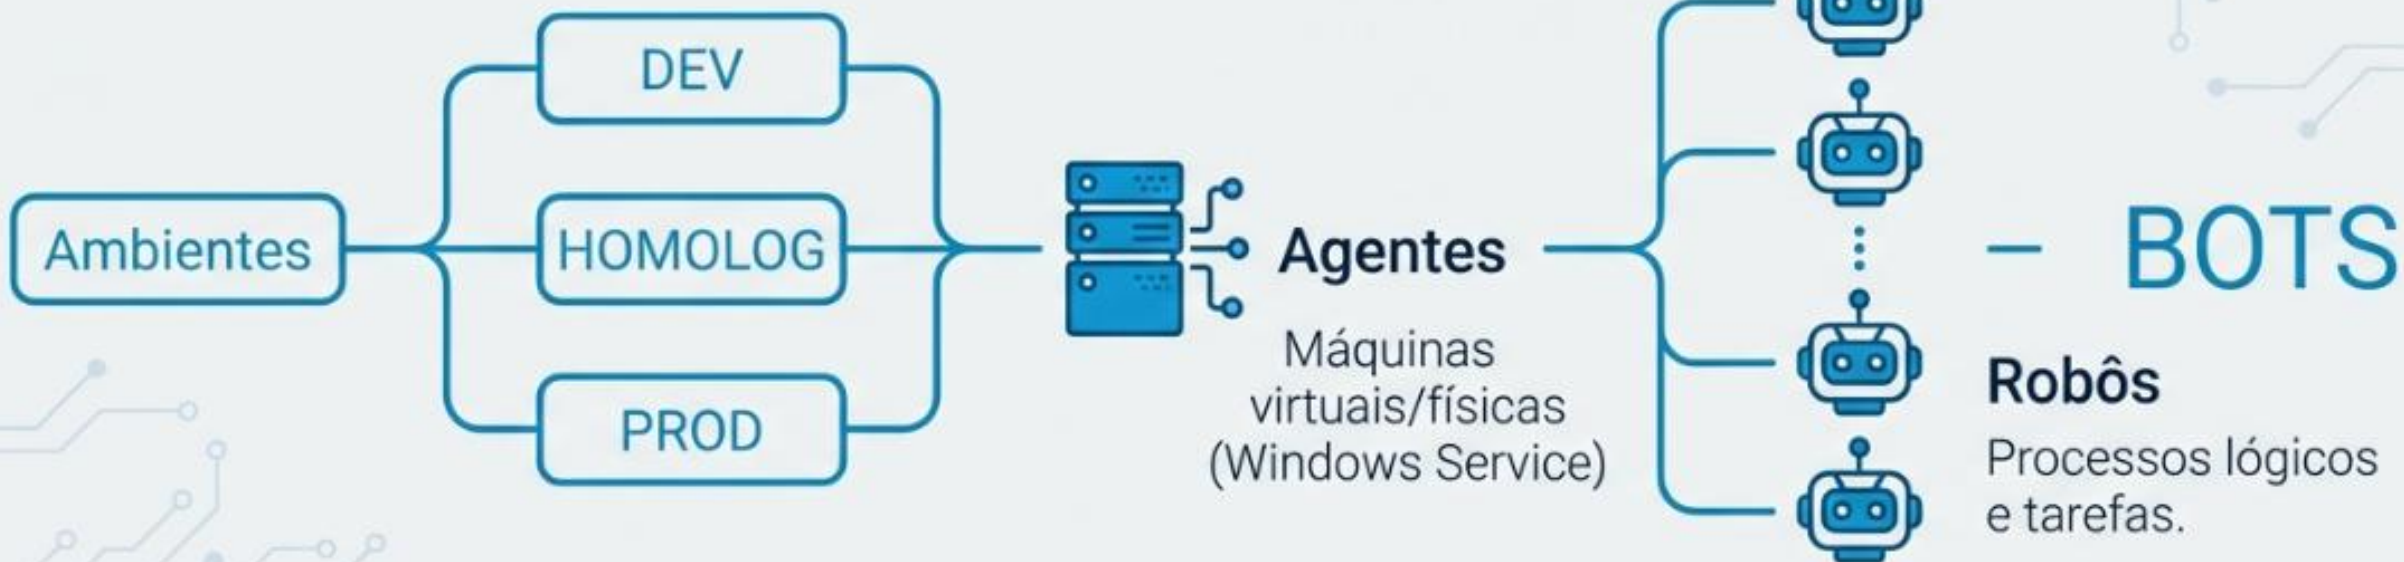 Ambientes
DEV
HOMOLOG
PROD
Agentes
Máquinas
virtuais/físicas
(Windows Service)
– BOTS
Robôs
Processos lógicos
e tarefas.